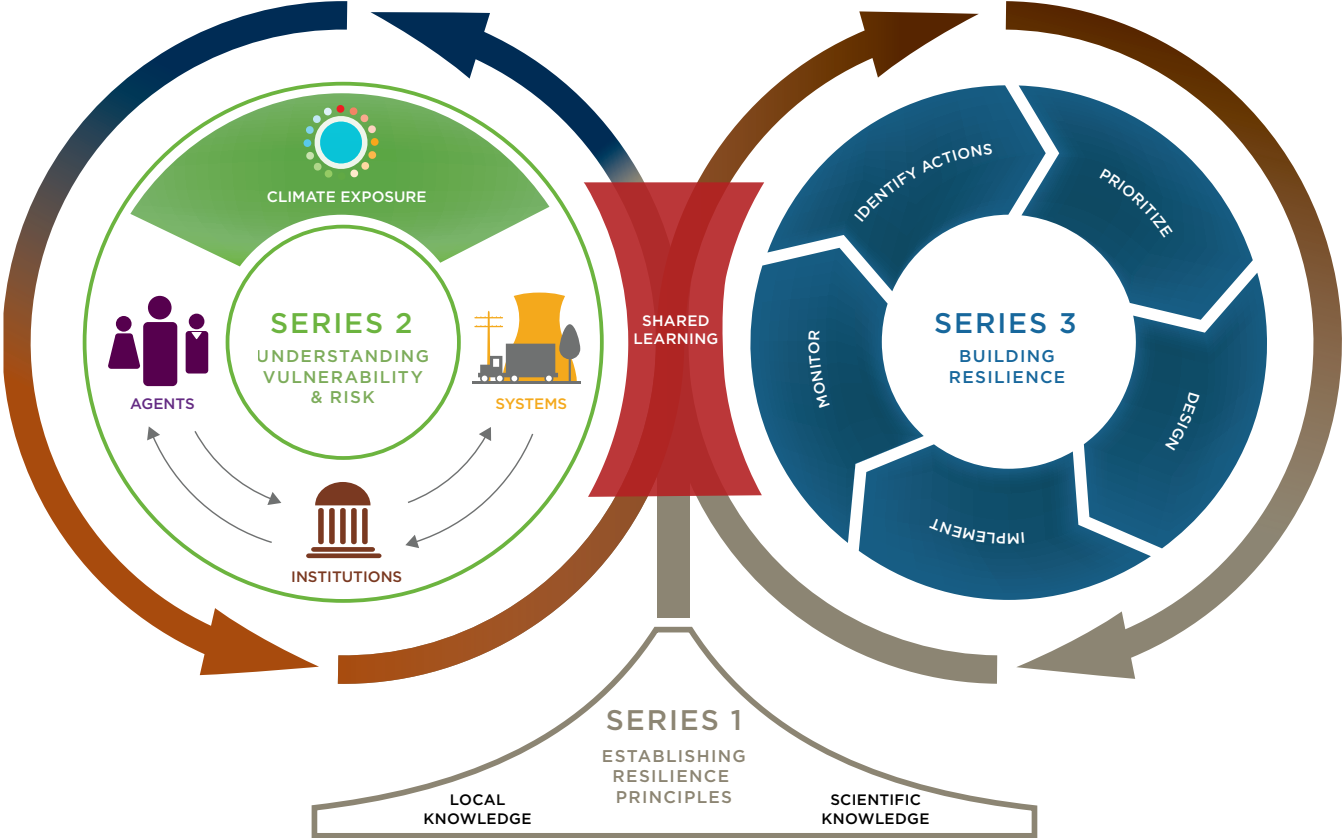 CLIMATE EXPOSURE
SERIES 2
UNDERSTANDING
VULNERABILITY
& RISK
AGENTS
SYSTEMS
INSTITUTIONS
SHARED
LEARNING
IDENTIFY ACTIONS
PRIORITIZE
DESIGN
IMPLEMENT
MONITOR
SERIES 3
BUILDING
RESILIENCE
SERIES 1
ESTABLISHING
RESILIENCE
PRINCIPLES
LOCAL
KNOWLEDGE
SCIENTIFIC
KNOWLEDGE